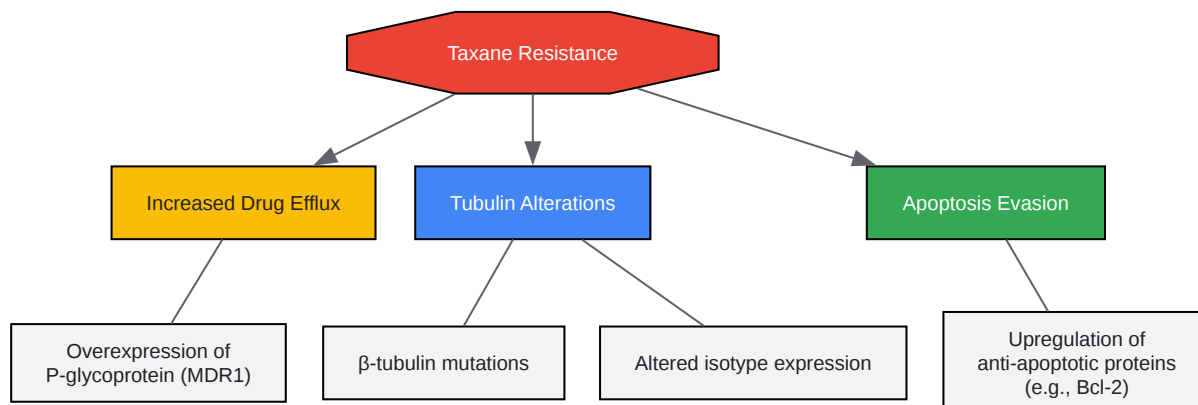 Taxane Resistance
Increased Drug Efflux
Tubulin Alterations
Apoptosis Evasion
Overexpression of
P-glycoprotein (MDR1)
β-tubulin mutations
Altered isotype expression
Upregulation of
anti-apoptotic proteins
(e.g., Bcl-2)